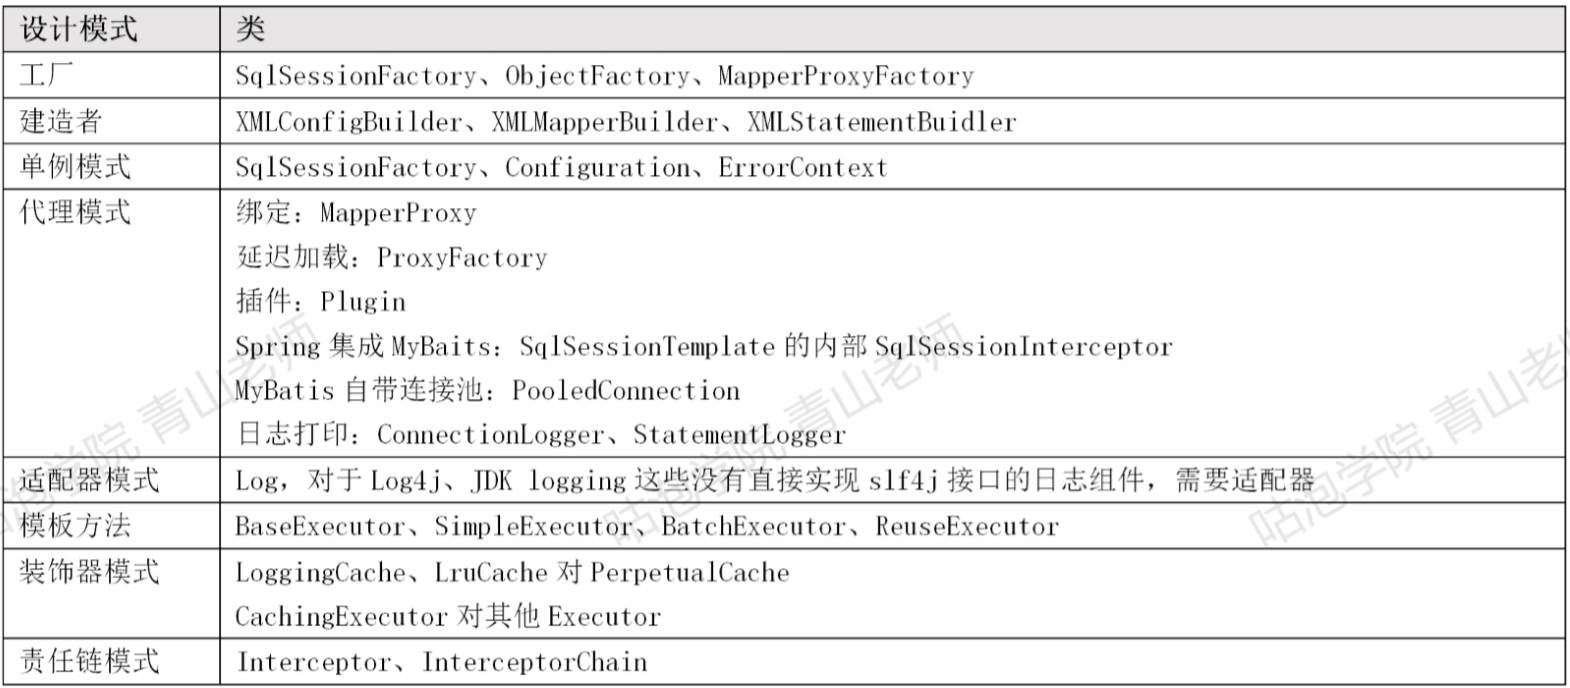 设计模式 类
工厂 SqlSessionFactory、ObjectFactory、MapperProxyFactory
建造者 XMLConfigBuilder、XMLMapperBuilder、XMLStatementBuidler
单例模式 SqlSessionFactory、Configuration、ErrorContext
代理模式 绑定：MapperProxy
延迟加载：ProxyFactory
插件：Plugin
Spring 集成 MyBaits：SqlSessionTemplate 的内部 SqlSessionInterceptor
MyBatis 自带连接池：PooledConnection
日志打印：ConnectionLogger、StatementLogger
适配器模式 Log，对于 Log4j、JDK logging 这些没有直接实现 slf4j 接口的日志组件，需要适配器
模板方法 BaseExecutor、SimpleExecutor、BatchExecutor、ReuseExecutor
装饰器模式 LoggingCache、LruCache 对 PerpetualCache
CachingExecutor 对其他 Executor
责任链模式 Interceptor、InterceptorChain
咕泡学院 青山老师
咕泡学院 青山老师
咕泡学院 青山老